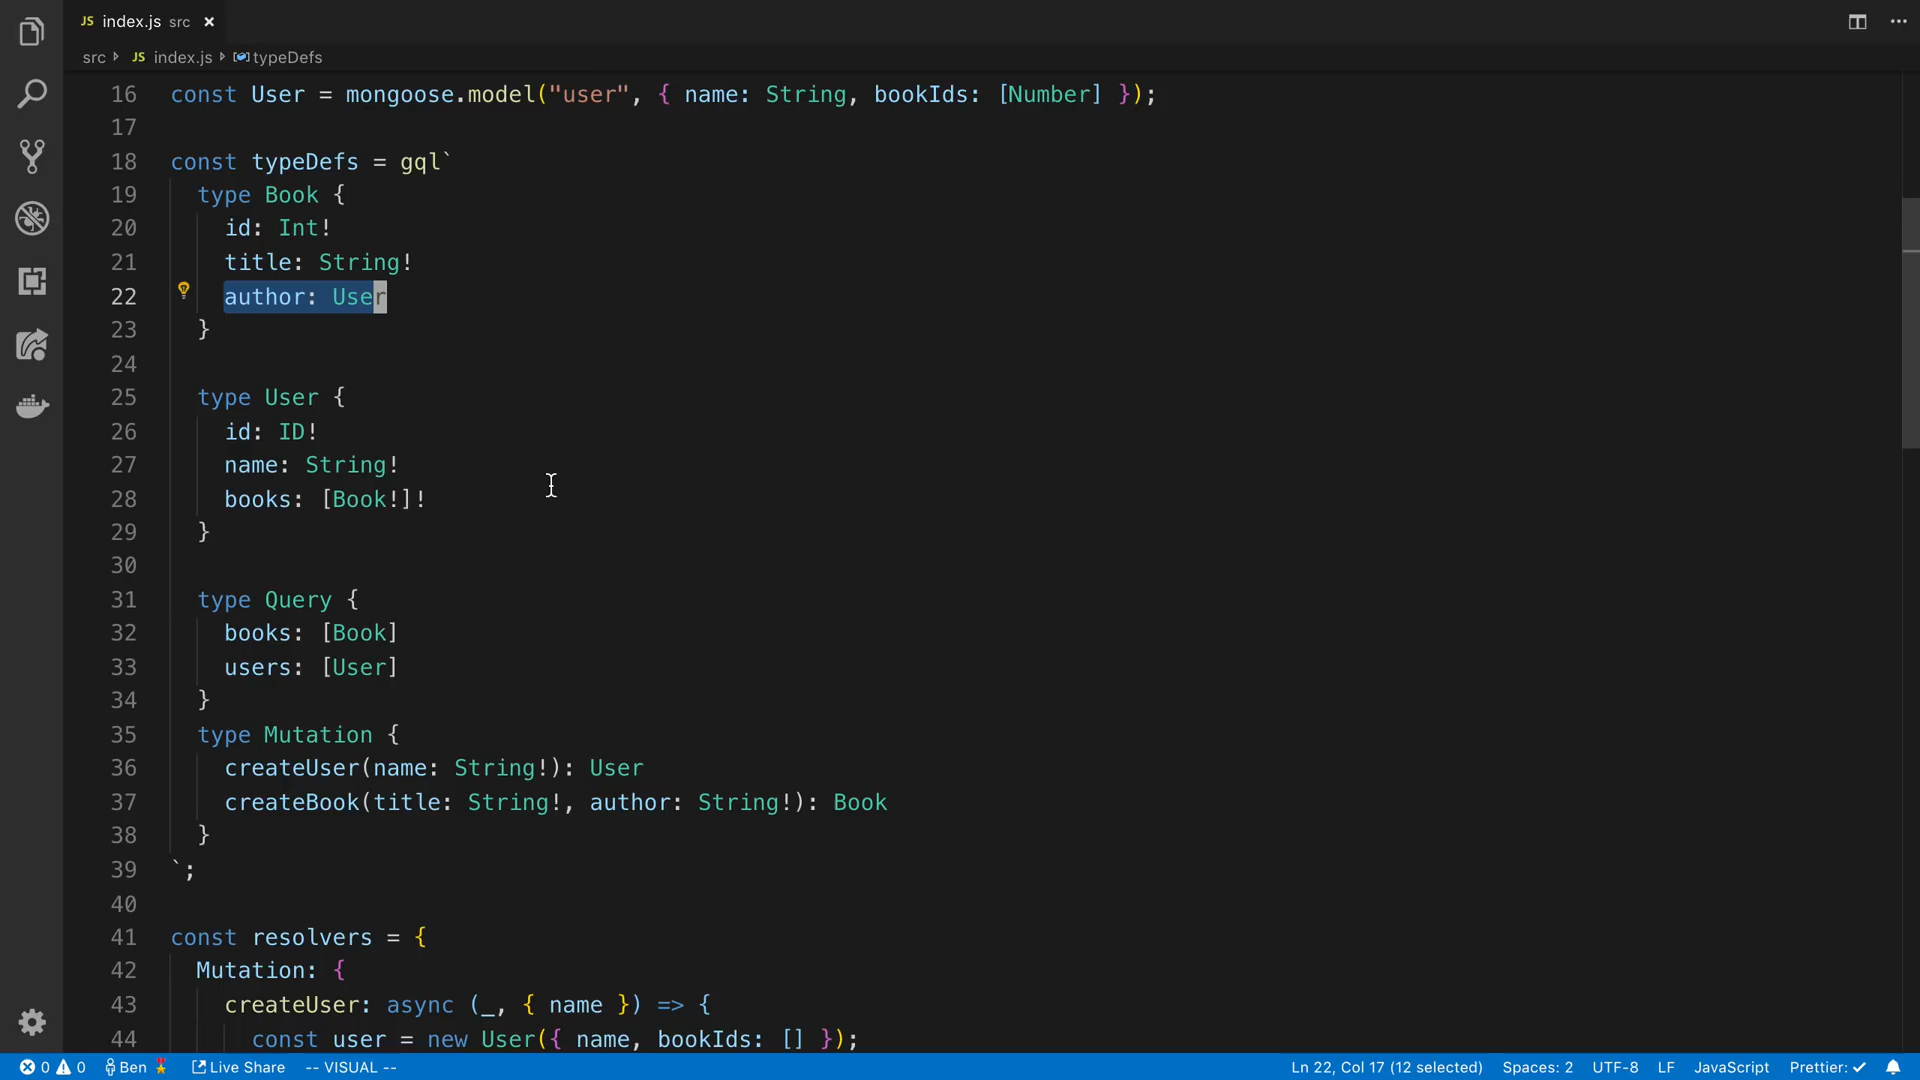 JS index.js src ×
src JS index.js typeDefs
16 const User = mongoose.model("user", { name: String, bookIds: [Number] });
17
18 const typeDefs = gql`
19 type Book {
20 id: Int!
21 title: String!
22 author: User
23 }
24
25 type User {
26 id: ID!
27 name: String!
28 books: [Book!]!
29 }
30
31 type Query {
32 books: [Book]
33 users: [User]
34 }
35 type Mutation {
36 createUser(name: String!): User
37 createBook(title: String!, author: String!): Book
38 }
39 `;
40
41 const resolvers = {
42 Mutation: {
43 createUser: async (_, { name }) => {
44 const user = new User({ name, bookIds: [] });
0 0 Ben Live Share -- VISUAL -- Ln 22, Col 17 (12 selected) Spaces: 2 UTF-8 LF JavaScript Prettier: ✓